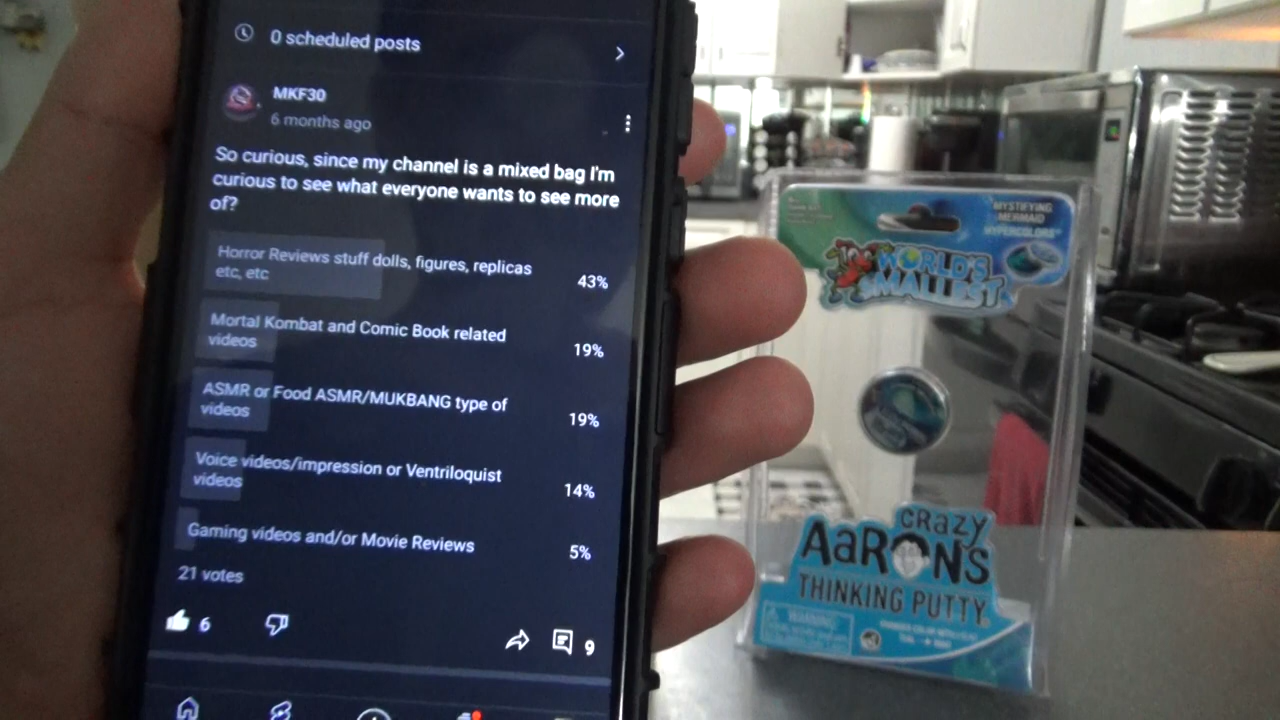 0 scheduled posts
MKF30
6 months ago
So curious, since my channel is a mixed bag I'm
curious to see what everyone wants to see more
of?
Horror Reviews stuff dolls, figures, replicas
etc, etc
43%
Mortal Kombat and Comic Book related
videos
19%
ASMR or Food ASMR/MUKBANG type of
videos
19%
Voice videos/impression or Ventriloquist
videos
14%
Gaming videos and/or Movie Reviews
5%
21 votes
6
9
MYSTIFYING
MERMAID
HYPERCOLORS
WORLD'S
SMALLEST
CRAZY
AARON'S
THINKING PUTTY
WARNING